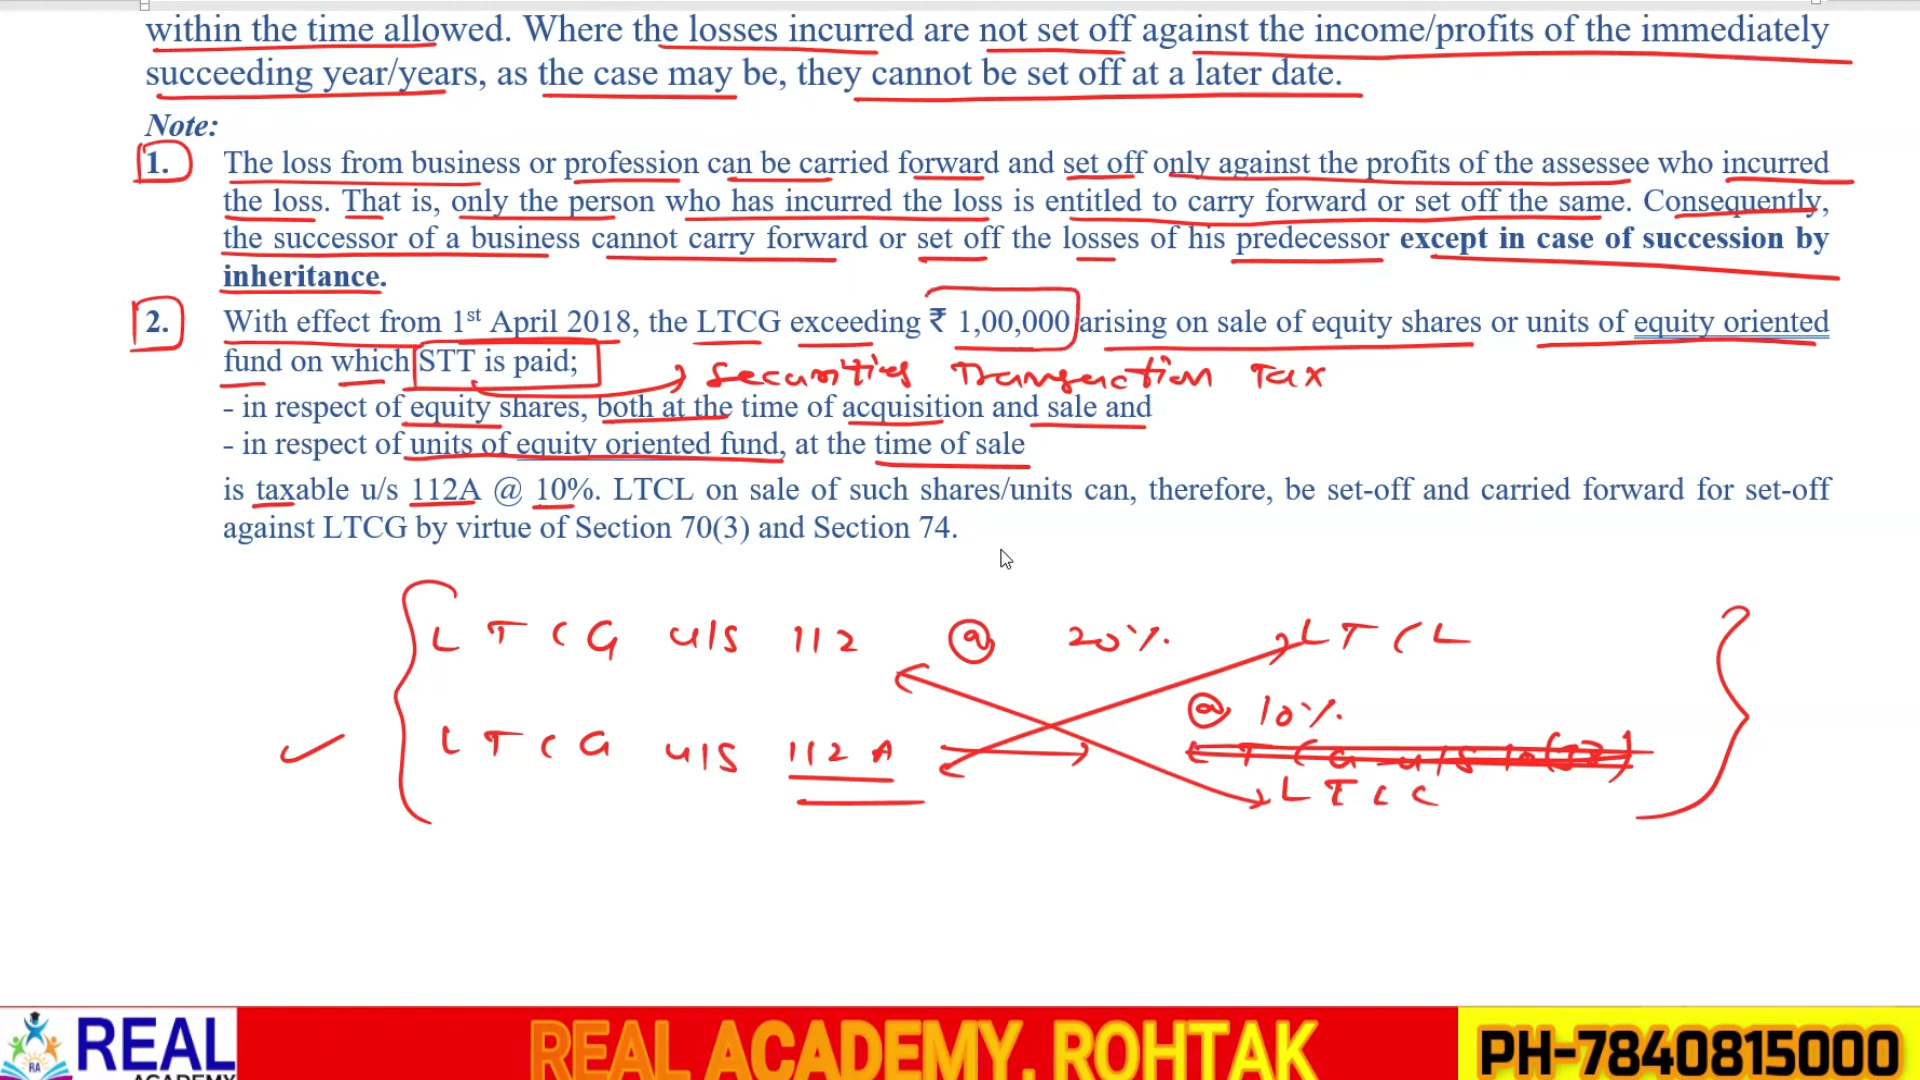 within the time allowed. Where the losses incurred are not set off against the income/profits of the immediately
succeeding year/years, as the case may be, they cannot be set off at a later date.
Note:
1. The loss from business or profession can be carried forward and set off only against the profits of the assessee who incurred
the loss. That is, only the person who has incurred the loss is entitled to carry forward or set off the same. Consequently,
the successor of a business cannot carry forward or set off the losses of his predecessor except in case of succession by
inheritance.
2. With effect from 1st April 2018, the LTCG exceeding ₹ 1,00,000 arising on sale of equity shares or units of equity oriented
fund on which STT is paid;
Securities Transaction Tax
- in respect of equity shares, both at the time of acquisition and sale and
- in respect of units of equity oriented fund, at the time of sale
is taxable u/s 112A @ 10%. LTCL on sale of such shares/units can, therefore, be set-off and carried forward for set-off
against LTCG by virtue of Section 70(3) and Section 74.
LTCG u/s 112 @ 20% LTCL
@ 10%
LTCG u/s 112A
REAL
ACADEMY
RA
REAL ACADEMY, ROHTAK
PH-7840815000